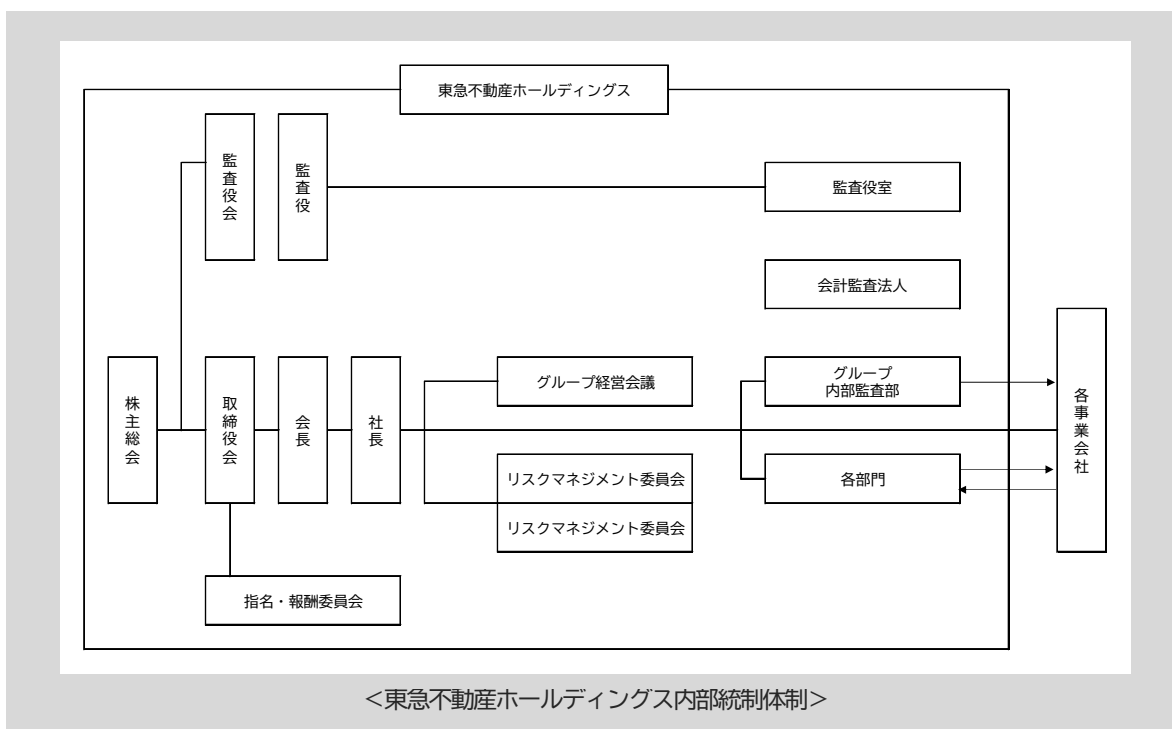 東急不動産ホールディングス
監査役会
監査役
監査役室
会計監査法人
株主総会
取締役会
会長
社長
グループ経営会議
グループ
内部監査部
各事業会社
リスクマネジメント委員会
各部門
リスクマネジメント委員会
指名・報酬委員会
＜東急不動産ホールディングス内部統制体制＞